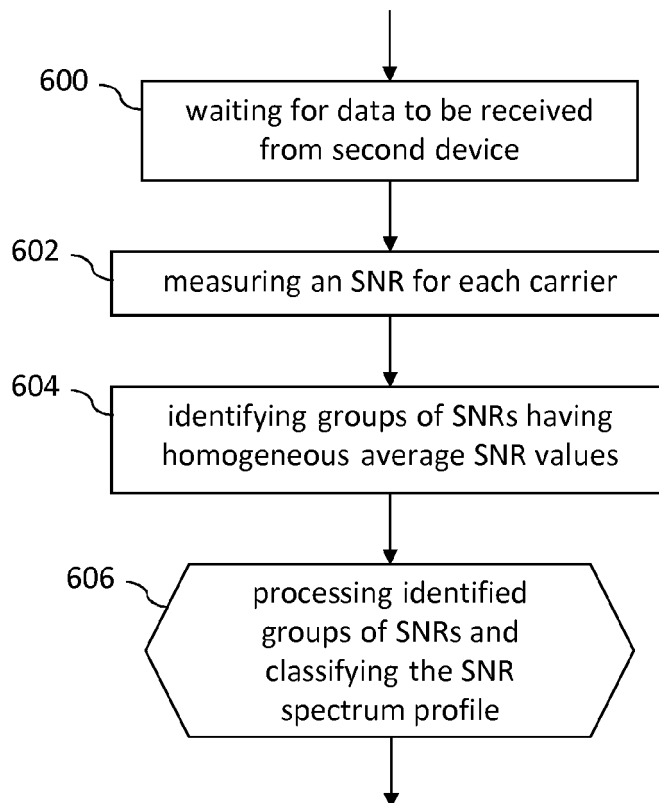 600
waiting for data to be received
from second device
602
measuring an SNR for each carrier
604
identifying groups of SNRs having
homogeneous average SNR values
606
processing identified
groups of SNRs and
classifying the SNR
spectrum profile